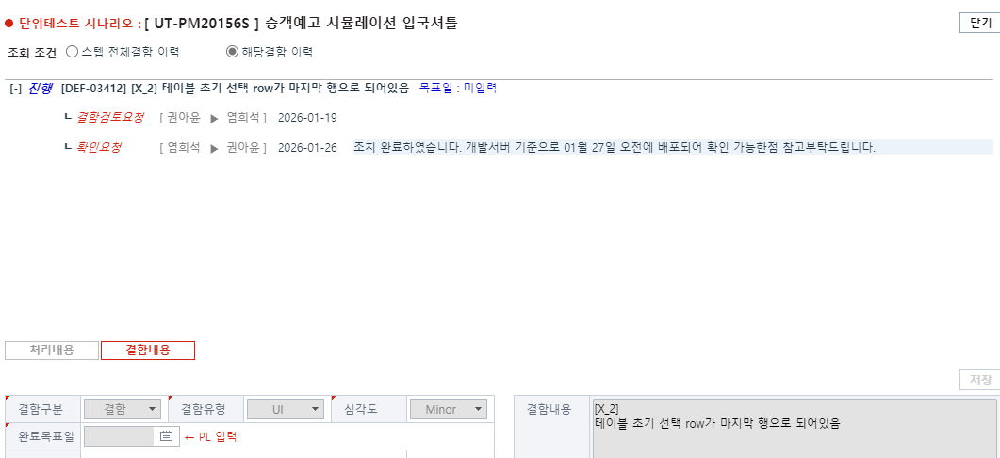 ● 단위테스트 시나리오 : [ UT-PM20156S ] 승객예고 시뮬레이션 입국셔틀 닫기
조회 조건 스텝 전체결함 이력 해당결함 이력
[-] 진행 [DEF-03412] [X_2] 테이블 초기 선택 row가 마지막 행으로 되어있음 목표일 : 미입력
ㄴ 결함검토요청 [ 권아윤 ▶ 염희석 ] 2026-01-19
ㄴ 확인요청 [ 염희석 ▶ 권아윤 ] 2026-01-26 조치 완료하였습니다. 개발서버 기준으로 01월 27일 오전에 배포되어 확인 가능한점 참고부탁드립니다.
처리내용 결함내용
저장
결함구분 결함 결함유형 UI 심각도 Minor 결함내용 [X_2]
테이블 초기 선택 row가 마지막 행으로 되어있음
완료목표일 ← PL 입력